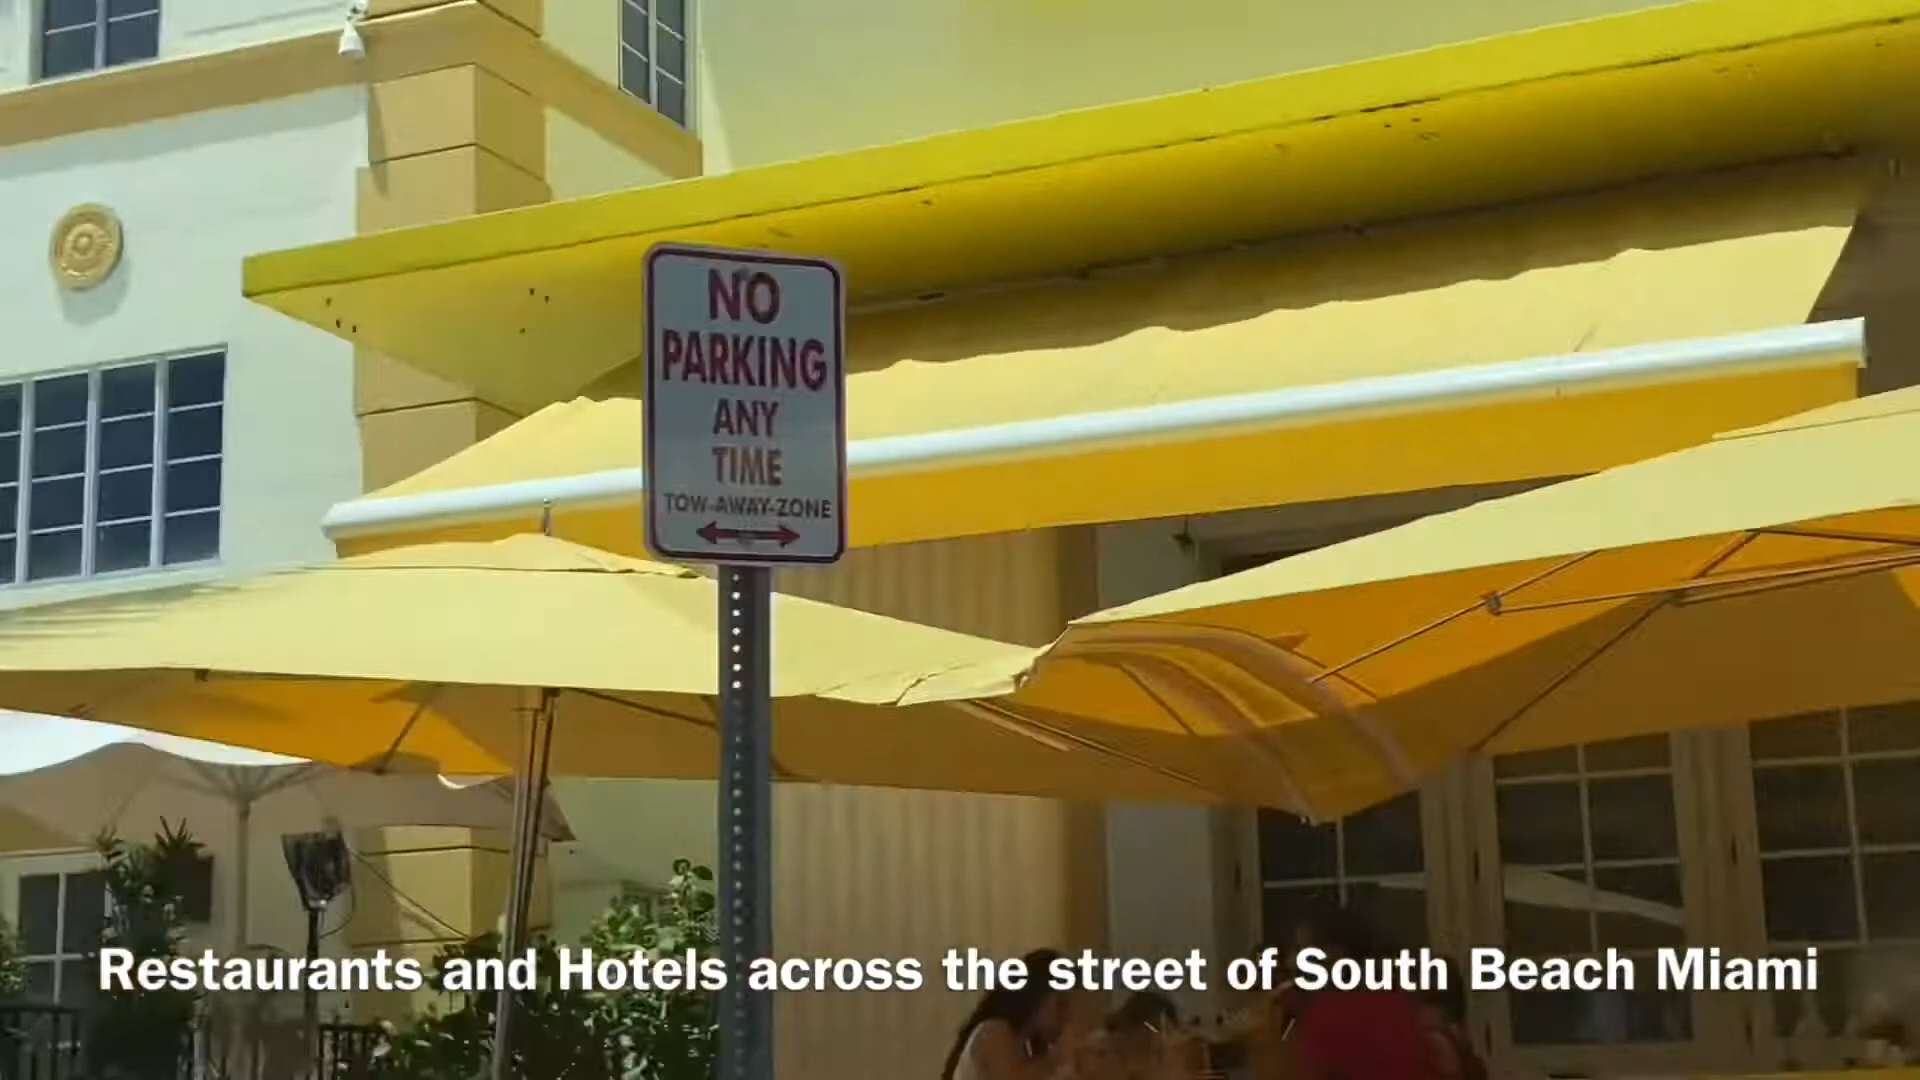 NO
PARKING
ANY
TIME
TOW-AWAY-ZONE
Restaurants and Hotels across the street of South Beach Miami